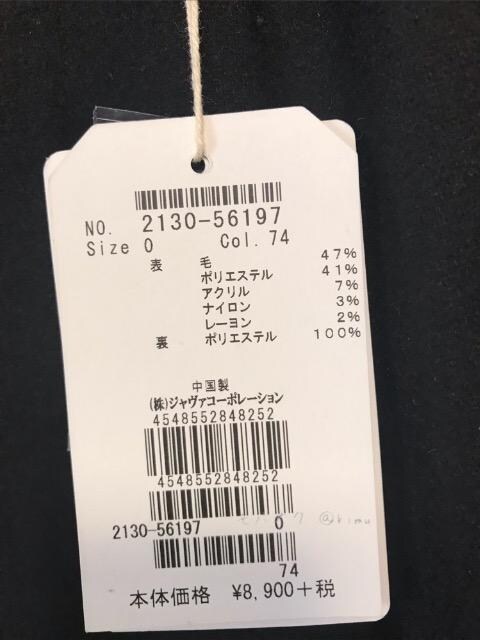 NO. 2130-56197
Size 0 Col. 74
表 毛 47%
ポリエステル 41%
アクリル 7%
ナイロン 3%
レーヨン 2%
裏 ポリエステル 100%
中国製
(株)ジャヴァコーポレーション
4548552848252
4548552848252
2130-56197 0
74
本体価格 ¥8,900+税